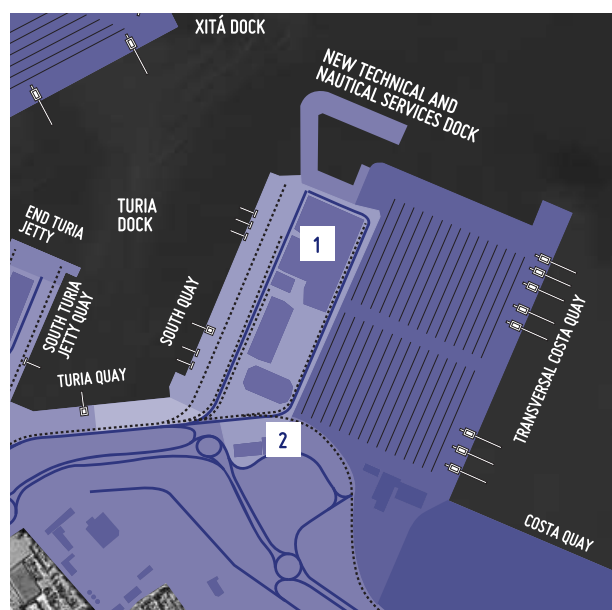 XITÁ DOCK
NEW TECHNICAL AND
NAUTICAL SERVICES DOCK
TURIA
DOCK
END TURIA
JETTY
1
SOUTH TURIA
JETTY QUAY
SOUTH QUAY
TURIA QUAY
TRANSVERSAL COSTA QUAY
2
COSTA QUAY